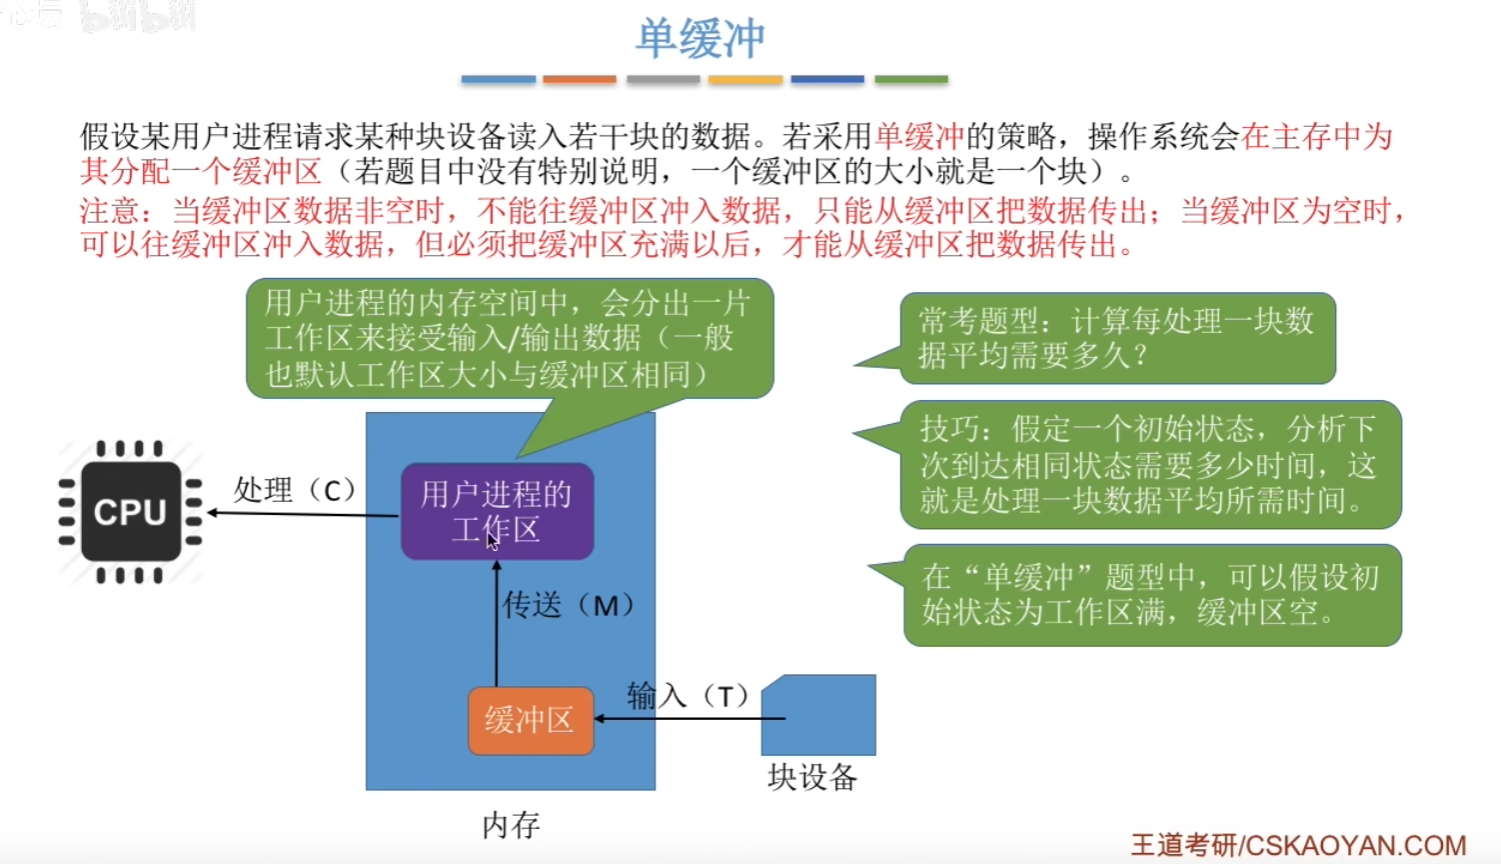 bilibili
单缓冲
假设某用户进程请求某种块设备读入若干块的数据。若采用单缓冲的策略，操作系统会在主存中为
其分配一个缓冲区（若题目中没有特别说明，一个缓冲区的大小就是一个块）。
注意：当缓冲区数据非空时，不能往缓冲区冲入数据，只能从缓冲区把数据传出；当缓冲区为空时，
可以往缓冲区冲入数据，但必须把缓冲区充满以后，才能从缓冲区把数据传出。
用户进程的内存空间中，会分出一片
工作区来接受输入/输出数据（一般
也默认工作区大小与缓冲区相同）
常考题型：计算每处理一块数
据平均需要多久？
技巧：假定一个初始状态，分析下
次到达相同状态需要多少时间，这
就是处理一块数据平均所需时间。
在“单缓冲”题型中，可以假设初
始状态为工作区满，缓冲区空。
CPU
处理（C）
用户进程的
工作区
传送（M）
缓冲区
输入（T）
块设备
内存
王道考研/CSKAOYAN.COM